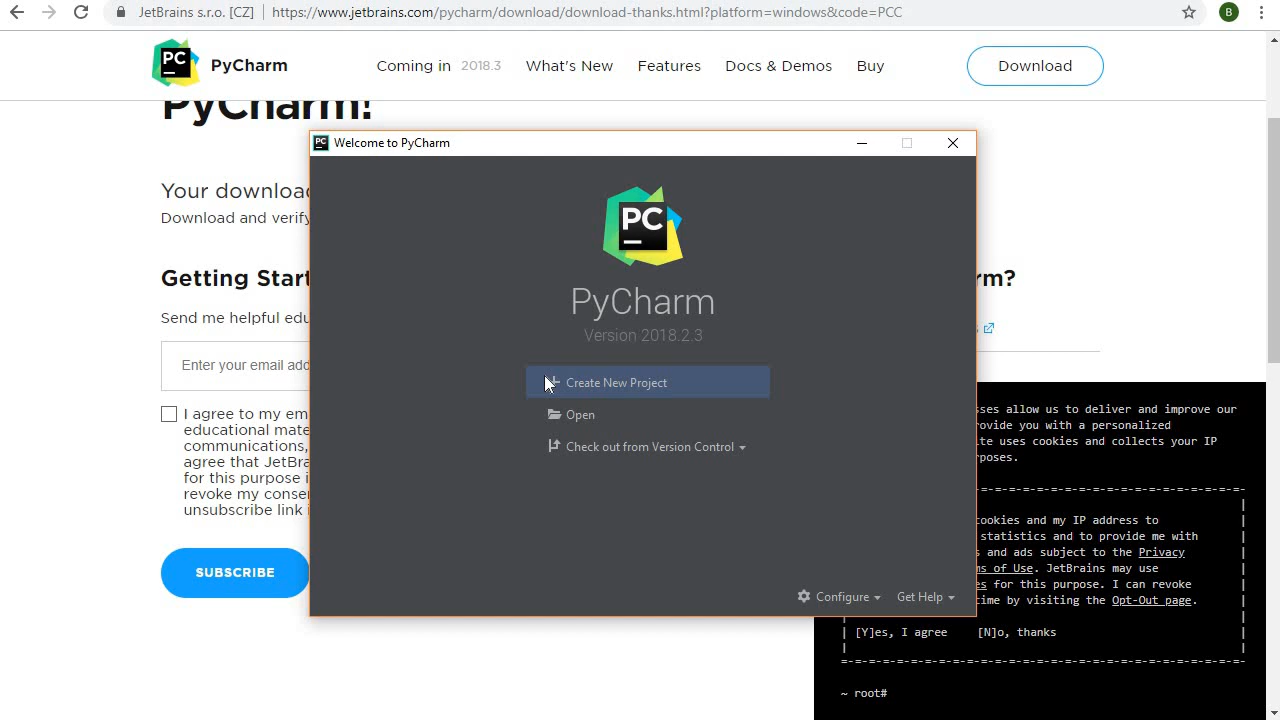 JetBrains s.r.o. [CZ]
https://www.jetbrains.com/pycharm/download/download-thanks.html?platform=windows&code=PCC
B
PC
PyCharm
Coming in 2018.3
What's New
Features
Docs & Demos
Buy
Download
PyCharm!
PC Welcome to PyCharm
Your download
Download and verify
Getting Start
rm?
Send me helpful edu
Enter your email add
I agree to my em
educational mate
communications,
agree that JetBra
for this purpose i
revoke my conse
unsubscribe link i
SUBSCRIBE
PC
PyCharm
Version 2018.2.3
Create New Project
Open
Check out from Version Control
Configure
Get Help
sses allow us to deliver and improve our
rovide you with a personalized
ite uses cookies and collects your IP
poses.
cookies and my IP address to
statistics and to provide me with
s and ads subject to the Privacy
ms of Use. JetBrains may use
es for this purpose. I can revoke
time by visiting the Opt-Out page.
[Y]es, I agree [N]o, thanks
~ root#